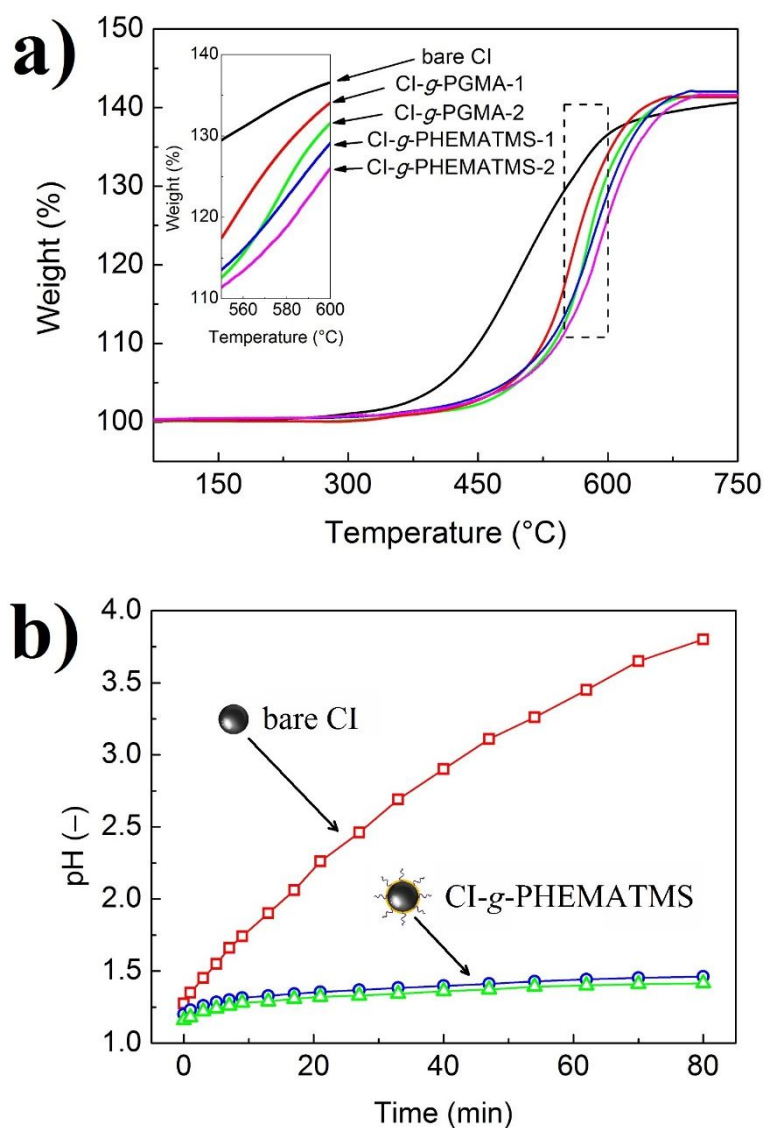 a)
150
140
130
120
110
100
Weight (%)
150
300
450
600
750
Temperature (°C)
140
130
120
110
Weight (%)
560
580
600
Temperature (°C)
bare CI
CI-g-PGMA-1
CI-g-PGMA-2
CI-g-PHEMATMS-1
CI-g-PHEMATMS-2
b)
4.0
3.5
3.0
2.5
2.0
1.5
1.0
pH (–)
bare CI
CI-g-PHEMATMS
0
20
40
60
80
Time (min)